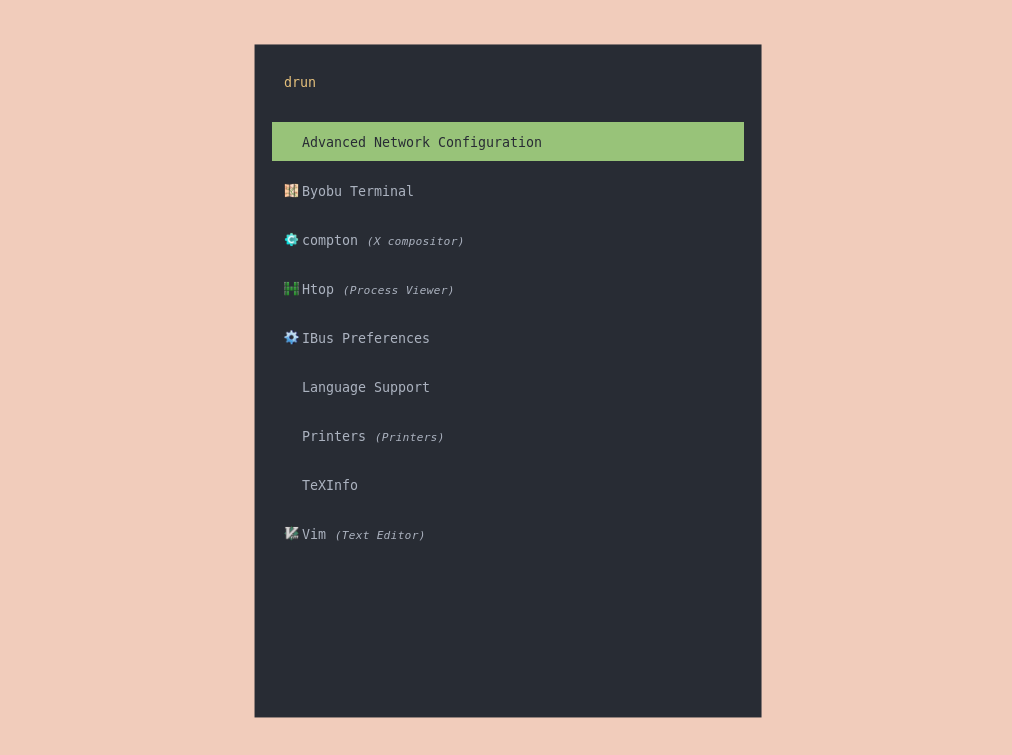 drun
Advanced Network Configuration
Byobu Terminal
compton (X compositor)
Htop (Process Viewer)
IBus Preferences
Language Support
Printers (Printers)
TeXInfo
Vim (Text Editor)